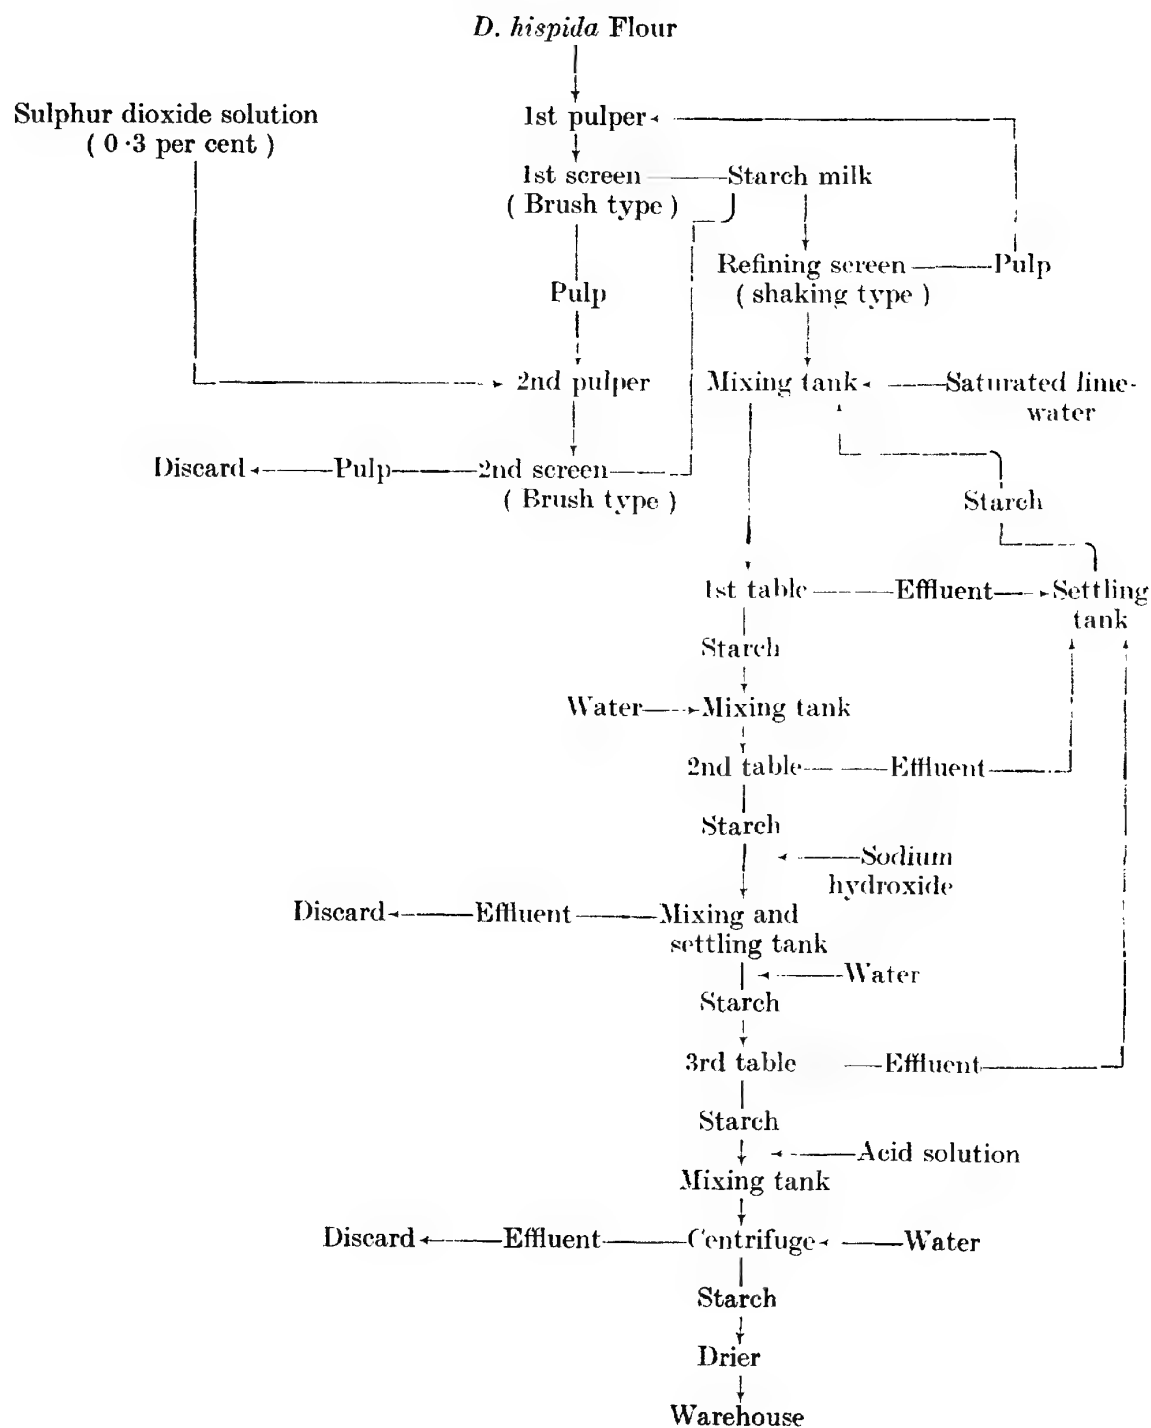 D. hispida Flour
Sulphur dioxide solution
( 0·3 per cent )
1st pulper
1st screen
( Brush type )
Starch milk
Refining screen
( shaking type )
Pulp
Pulp
2nd pulper
Mixing tank
Saturated lime-
water
Discard
Pulp
2nd screen
( Brush type )
Starch
1st table
Effluent
Settling
tank
Starch
Water
Mixing tank
2nd table
Effluent
Starch
Sodium
hydroxide
Discard
Effluent
Mixing and
settling tank
Water
Starch
3rd table
Effluent
Starch
Acid solution
Mixing tank
Discard
Effluent
Centrifuge
Water
Starch
Drier
Warehouse